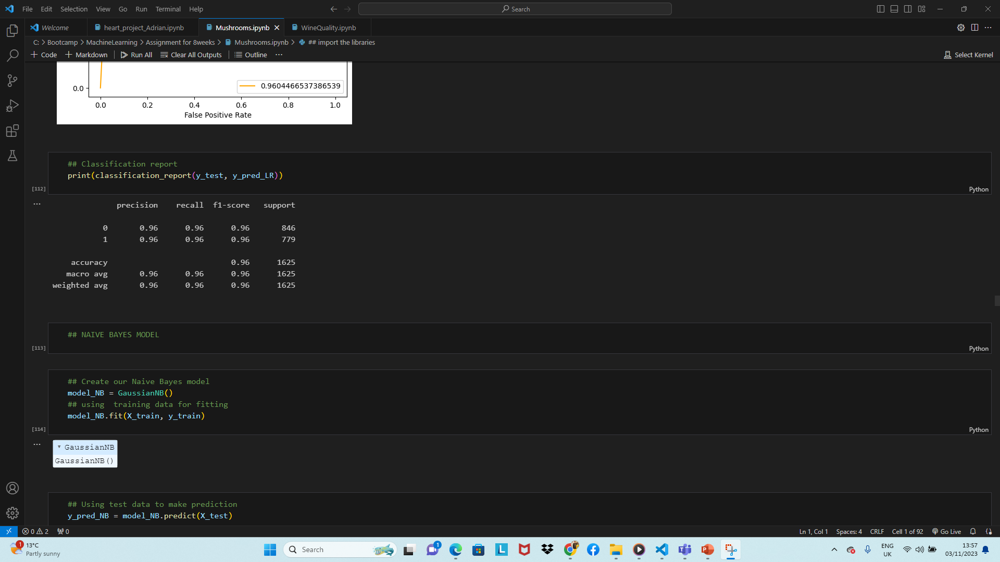 File Edit Selection View Go Run Terminal Help
Search
Welcome
heart_project_Adrian.ipynb
Mushrooms.ipynb
WineQuality.ipynb
C: > Bootcamp > MachineLearning > Assignment for 8weeks > Mushrooms.ipynb > ## import the libraries
+ Code + Markdown Run All Clear All Outputs Outline ...
Select Kernel
0.9604466537386539
0.0
0.0 0.2 0.4 0.6 0.8 1.0
False Positive Rate
## Classification report
print(classification_report(y_test, y_pred_LR))
[112]
Python
...
precision recall f1-score support
0 0.96 0.96 0.96 846
1 0.96 0.96 0.96 779
accuracy 0.96 1625
macro avg 0.96 0.96 0.96 1625
weighted avg 0.96 0.96 0.96 1625
## NAIVE BAYES MODEL
[113]
Python
## Create our Naive Bayes model
model_NB = GaussianNB()
## using  training data for fitting
model_NB.fit(X_train, y_train)
[114]
Python
...
GaussianNB
GaussianNB()
## Using test data to make prediction
y_pred_NB = model_NB.predict(X_test)
0 2 0
Ln 1, Col 1 Spaces: 4 CRLF Cell 1 of 92 Go Live
1
13°C
Partly sunny
Search
1
L
ENG
UK
13:57
03/11/2023